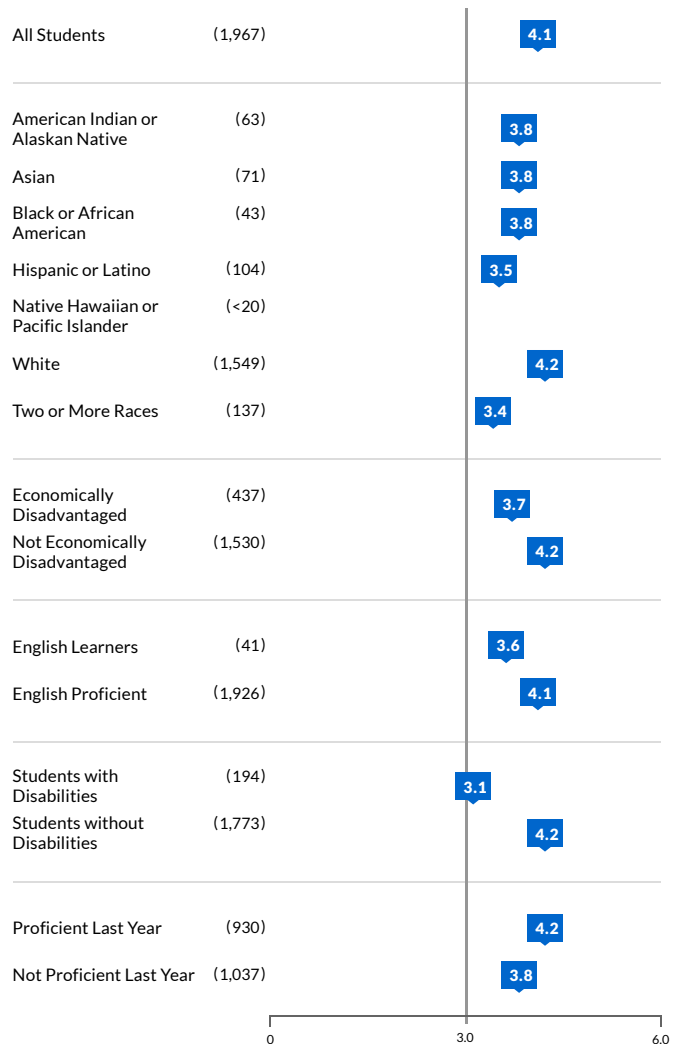 All Students (1,967) 4.1
American Indian or
Alaskan Native (63) 3.8
Asian (71) 3.8
Black or African
American (43) 3.8
Hispanic or Latino (104) 3.5
Native Hawaiian or
Pacific Islander (<20)
White (1,549) 4.2
Two or More Races (137) 3.4
Economically
Disadvantaged (437) 3.7
Not Economically
Disadvantaged (1,530) 4.2
English Learners (41) 3.6
English Proficient (1,926) 4.1
Students with
Disabilities (194) 3.1
Students without
Disabilities (1,773) 4.2
Proficient Last Year (930) 4.2
Not Proficient Last Year (1,037) 3.8
0 3.0 6.0